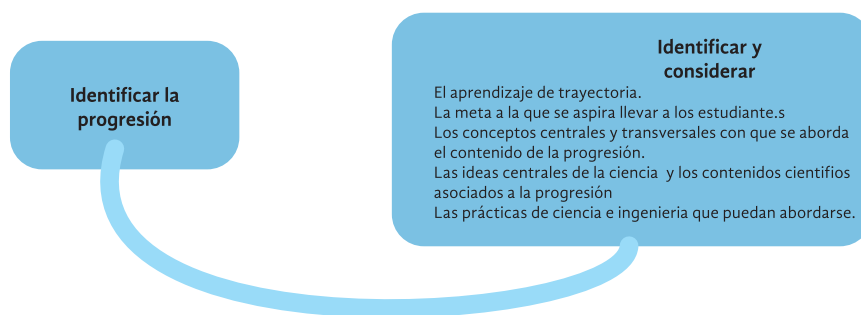 Identificar la
progresión
Identificar y
considerar
El aprendizaje de trayectoria.
La meta a la que se aspira llevar a los estudiante.s
Los conceptos centrales y transversales con que se aborda
el contenido de la progresión.
Las ideas centrales de la ciencia  y los contenidos cientifios
asociados a la progresión
Las prácticas de ciencia e ingenieria que puedan abordarse.